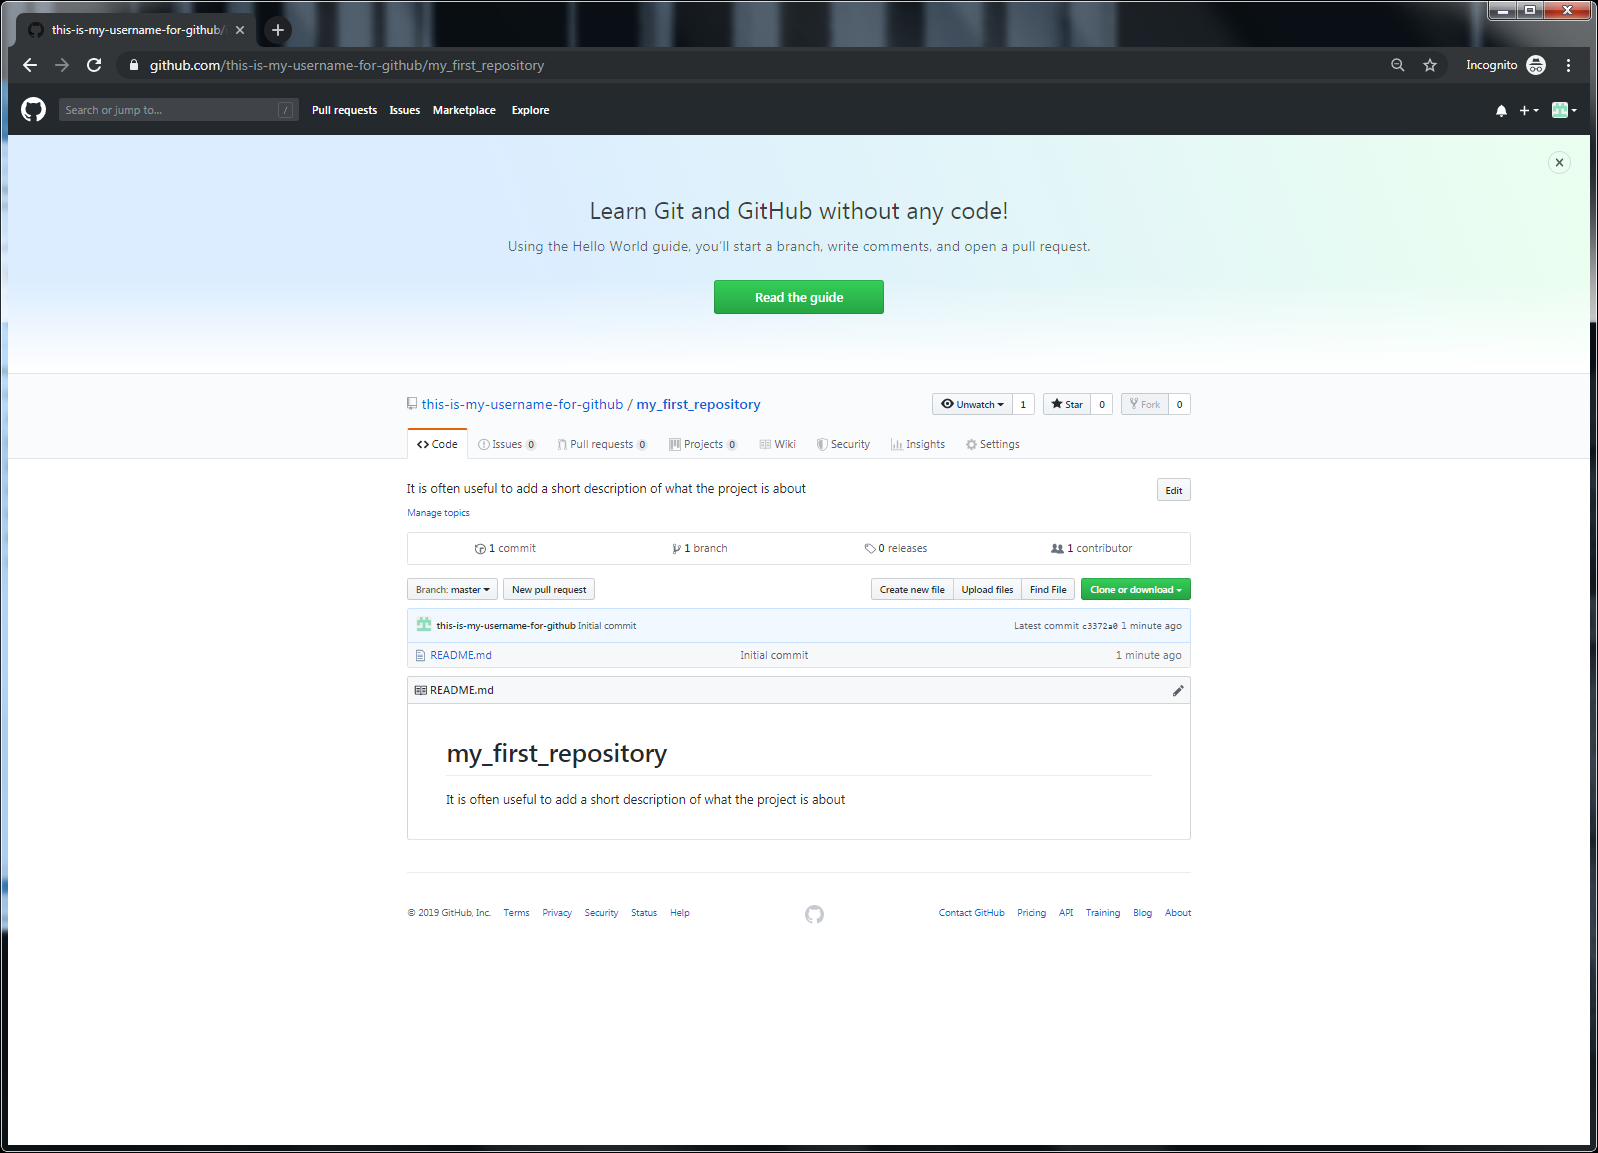 this-is-my-username-for-github/
github.com/this-is-my-username-for-github/my_first_repository
Incognito
Search or jump to...
/
Pull requests Issues Marketplace Explore
Learn Git and GitHub without any code!
Using the Hello World guide, you'll start a branch, write comments, and open a pull request.
Read the guide
this-is-my-username-for-github / my_first_repository
Unwatch 1 Star 0 Fork 0
Code Issues 0 Pull requests 0 Projects 0 Wiki Security Insights Settings
It is often useful to add a short description of what the project is about
Edit
Manage topics
1 commit 1 branch 0 releases 1 contributor
Branch: master New pull request Create new file Upload files Find File Clone or download
this-is-my-username-for-github Initial commit Latest commit c3372a0 1 minute ago
README.md Initial commit 1 minute ago
README.md
my_first_repository
It is often useful to add a short description of what the project is about
© 2019 GitHub, Inc. Terms Privacy Security Status Help Contact GitHub Pricing API Training Blog About